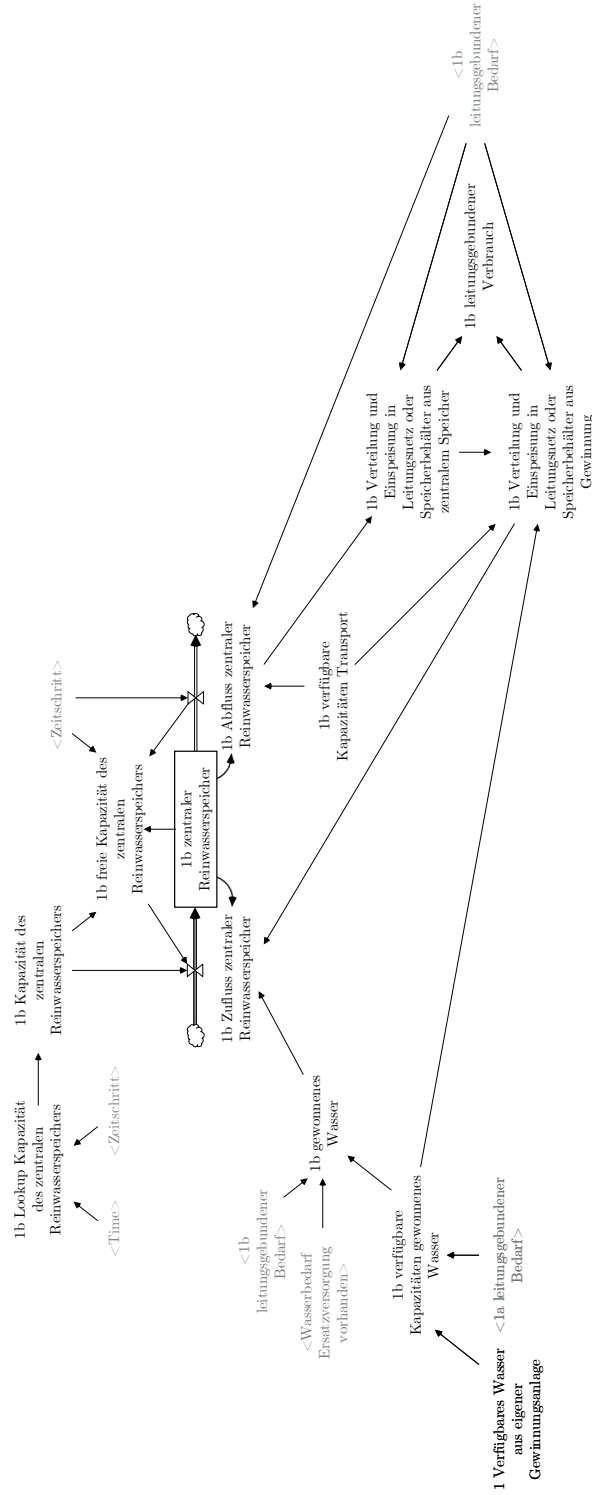 1b Lookup Kapazität
des zentralen
Reinwasserspeichers
<Time>
<Zeitschritt>
1b Kapazität des
zentralen
Reinwasserspeichers
1b freie Kapazität des
zentralen
Reinwasserspeichers
<Zeitschritt>
1b zentraler
Reinwasserspeicher
1b Zufluss zentraler
Reinwasserspeicher
1b Abfluss zentraler
Reinwasserspeicher
<1b
leitungsgebundener
Bedarf>
<Wasserbedarf
Ersatzversorgung
vorhanden>
1b gewonnenes
Wasser
1b verfügbare
Kapazitäten Transport
1b verfügbare
Kapazitäten gewonnenes
Wasser
1 Verfügbares Wasser
aus eigener
Gewinnungsanlage
<1a leitungsgebundener
Bedarf>
1b Verteilung und
Einspeisung in
Leitungsnetz oder
Speicherbehälter aus
zentralem Speicher
1b Verteilung und
Einspeisung in
Leitungsnetz oder
Speicherbehälter aus
Gewinnung
1b leitungsgebundener
Verbrauch
<1b
leitungsgebundener
Bedarf>